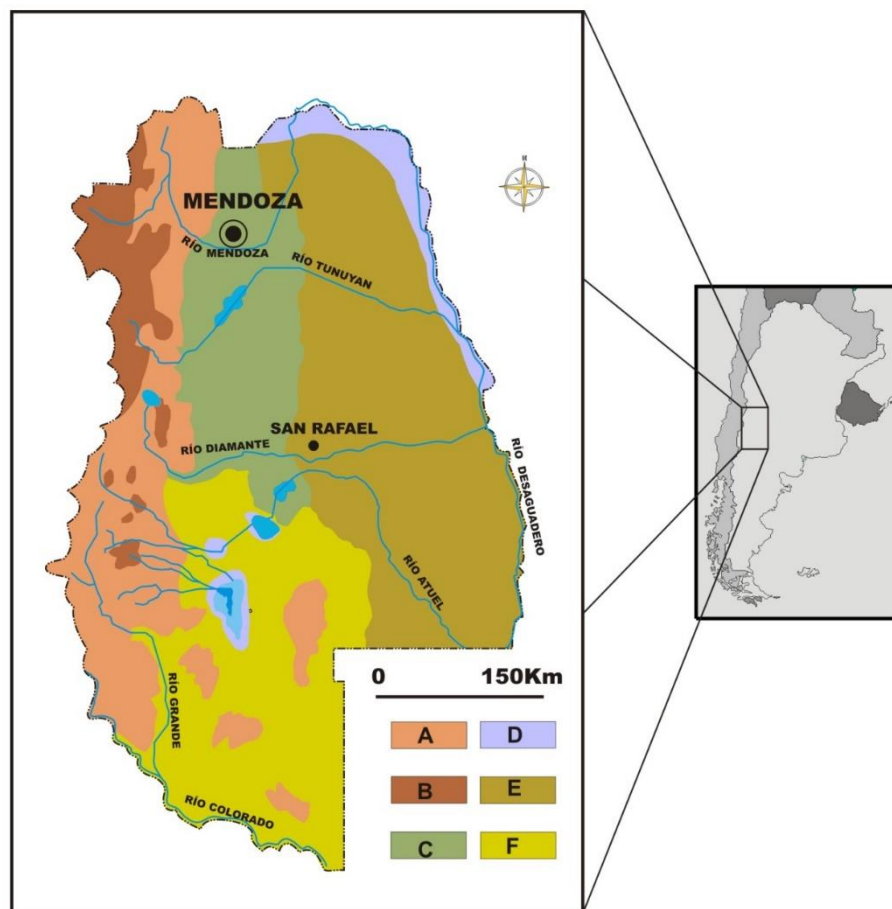 N
MENDOZA
RÍO MENDOZA
RÍO TUNUYAN
SAN RAFAEL
RÍO DIAMANTE
RÍO DESAGUADERO
RÍO ATUEL
RÍO GRANDE
RÍO COLORADO
0 150Km
A D
B E
C F